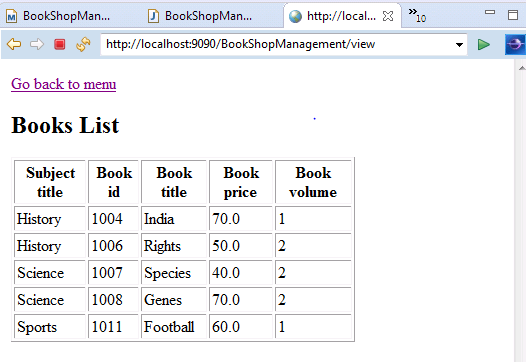 BookShopMan... BookShopMan... http://local... »10
http://localhost:9090/BookShopManagement/view
Go back to menu
Books List
Subject title Book id Book title Book price Book volume
History 1004 India 70.0 1
History 1006 Rights 50.0 2
Science 1007 Species 40.0 2
Science 1008 Genes 70.0 2
Sports 1011 Football 60.0 1